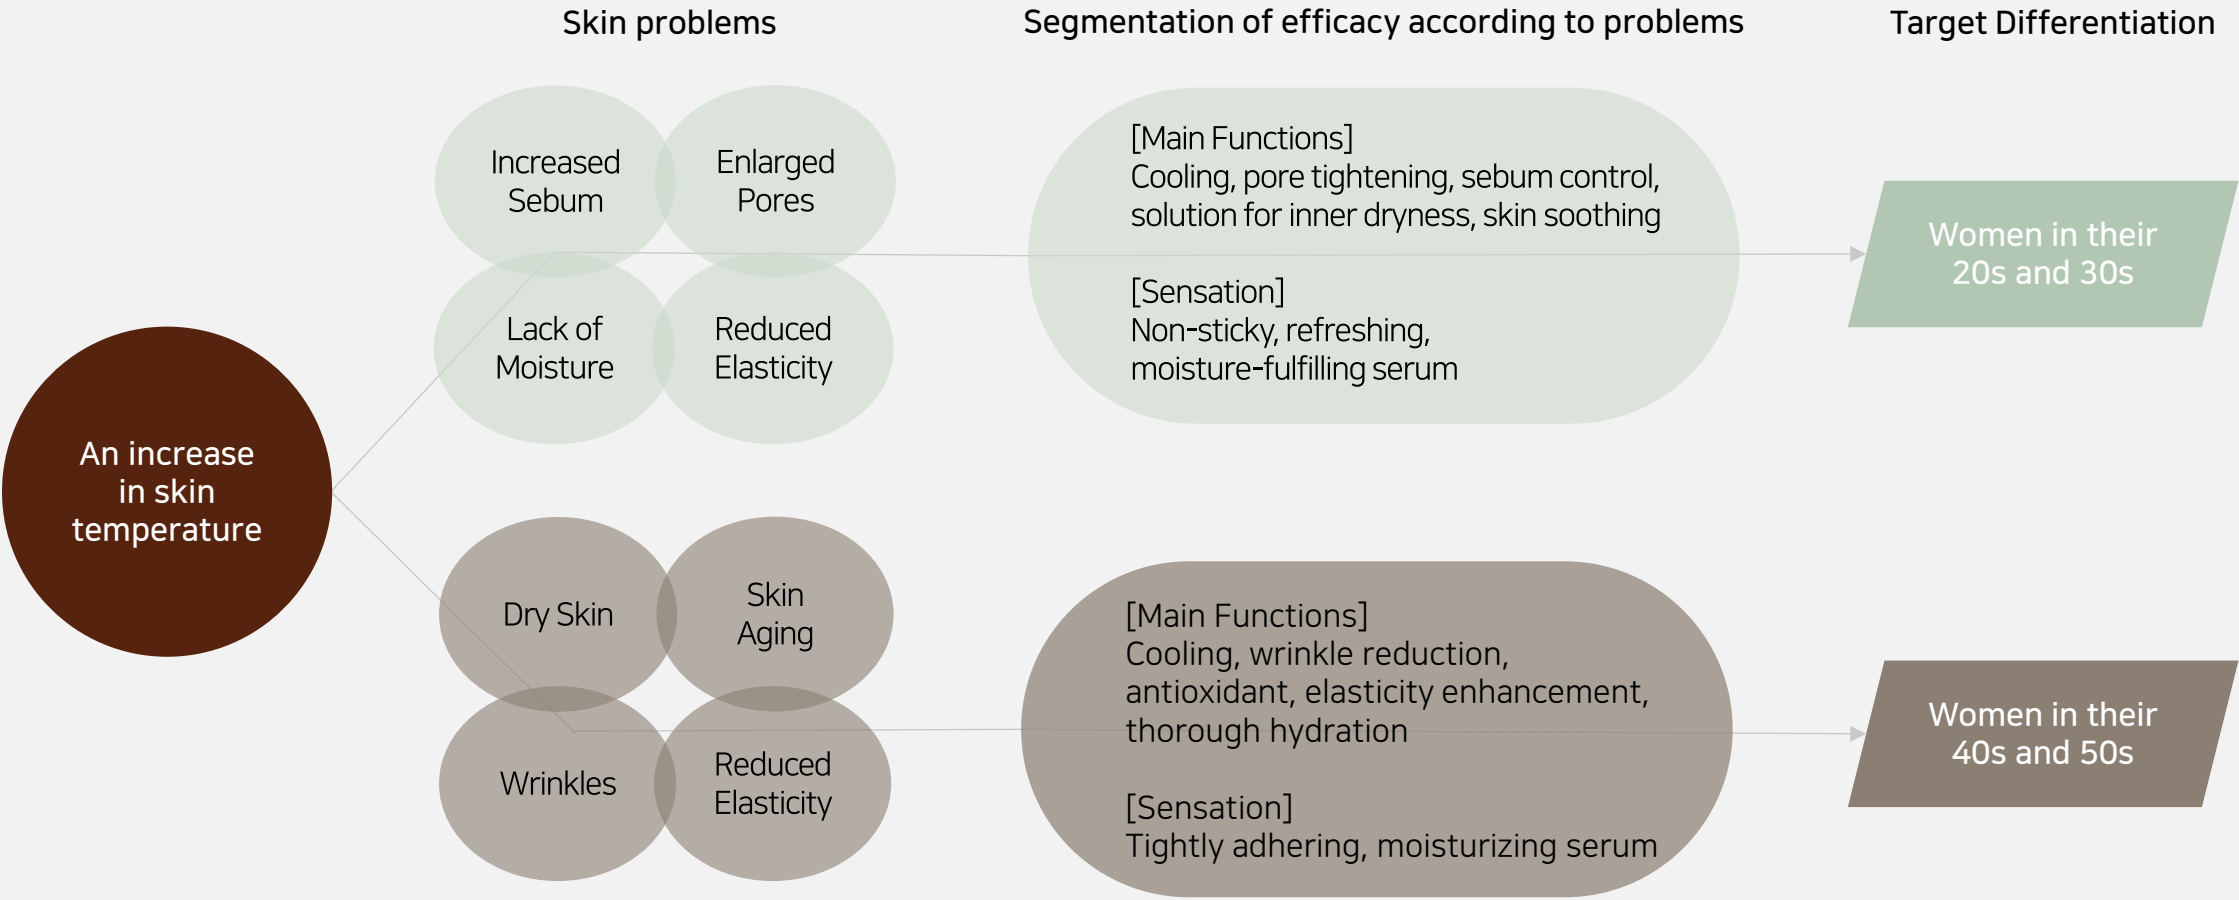 Skin problems
Segmentation of efficacy according to problems
Target Differentiation
An increase
in skin
temperature
Increased
Sebum
Enlarged
Pores
Lack of
Moisture
Reduced
Elasticity
[Main Functions]
Cooling, pore tightening, sebum control,
solution for inner dryness, skin soothing
[Sensation]
Non-sticky, refreshing,
moisture-fulfilling serum
Women in their
20s and 30s
Dry Skin
Skin
Aging
Wrinkles
Reduced
Elasticity
[Main Functions]
Cooling, wrinkle reduction,
antioxidant, elasticity enhancement,
thorough hydration
[Sensation]
Tightly adhering, moisturizing serum
Women in their
40s and 50s